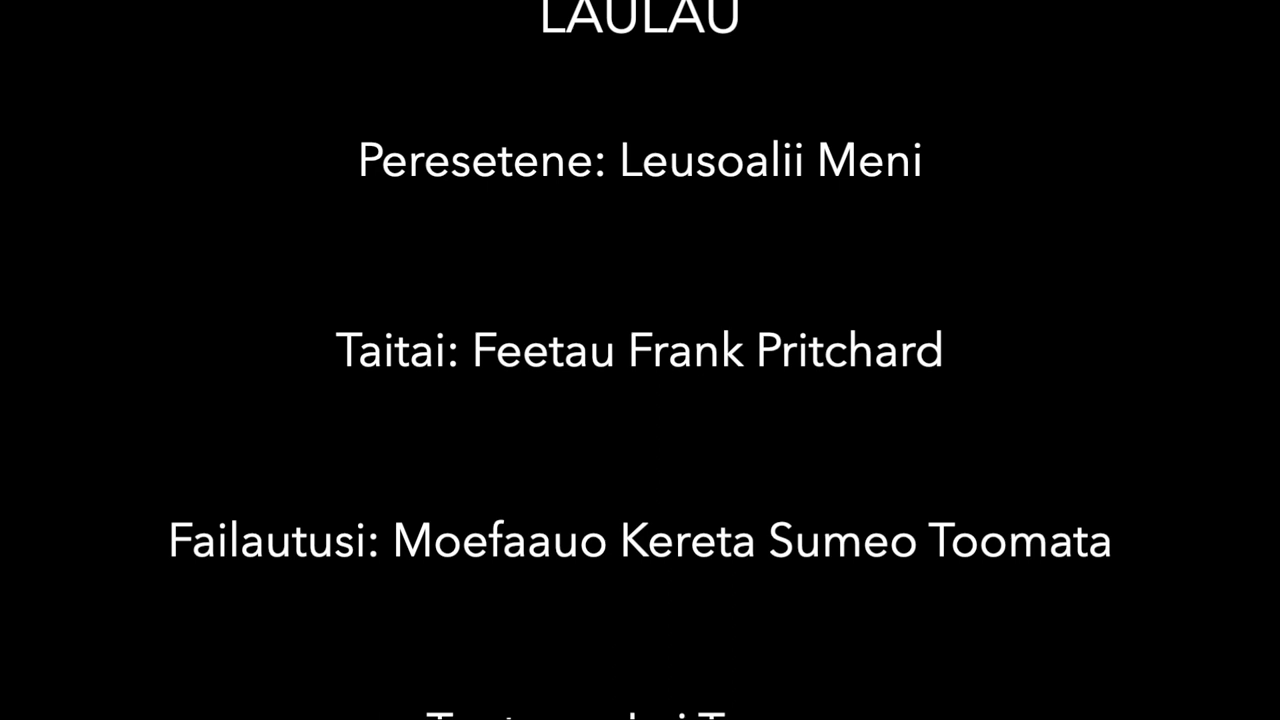 LAULAU
Peresetene: Leusoalii Meni
Taitai: Feetau Frank Pritchard
Failautusi: Moefaauo Kereta Sumeo Toomata